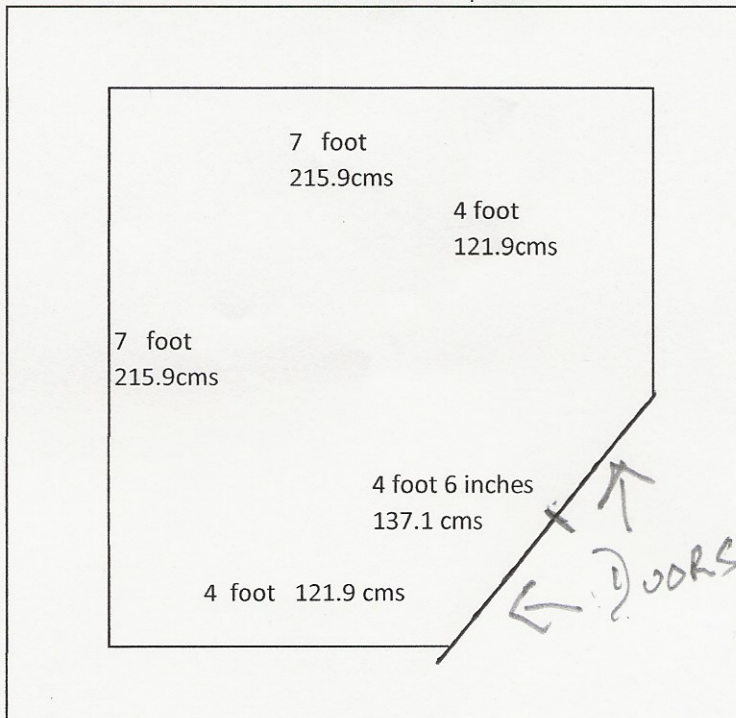 7 foot
215.9cms
4 foot
121.9cms
7 foot
215.9cms
4 foot 6 inches
137.1 cms
DOORS
4 foot 121.9 cms